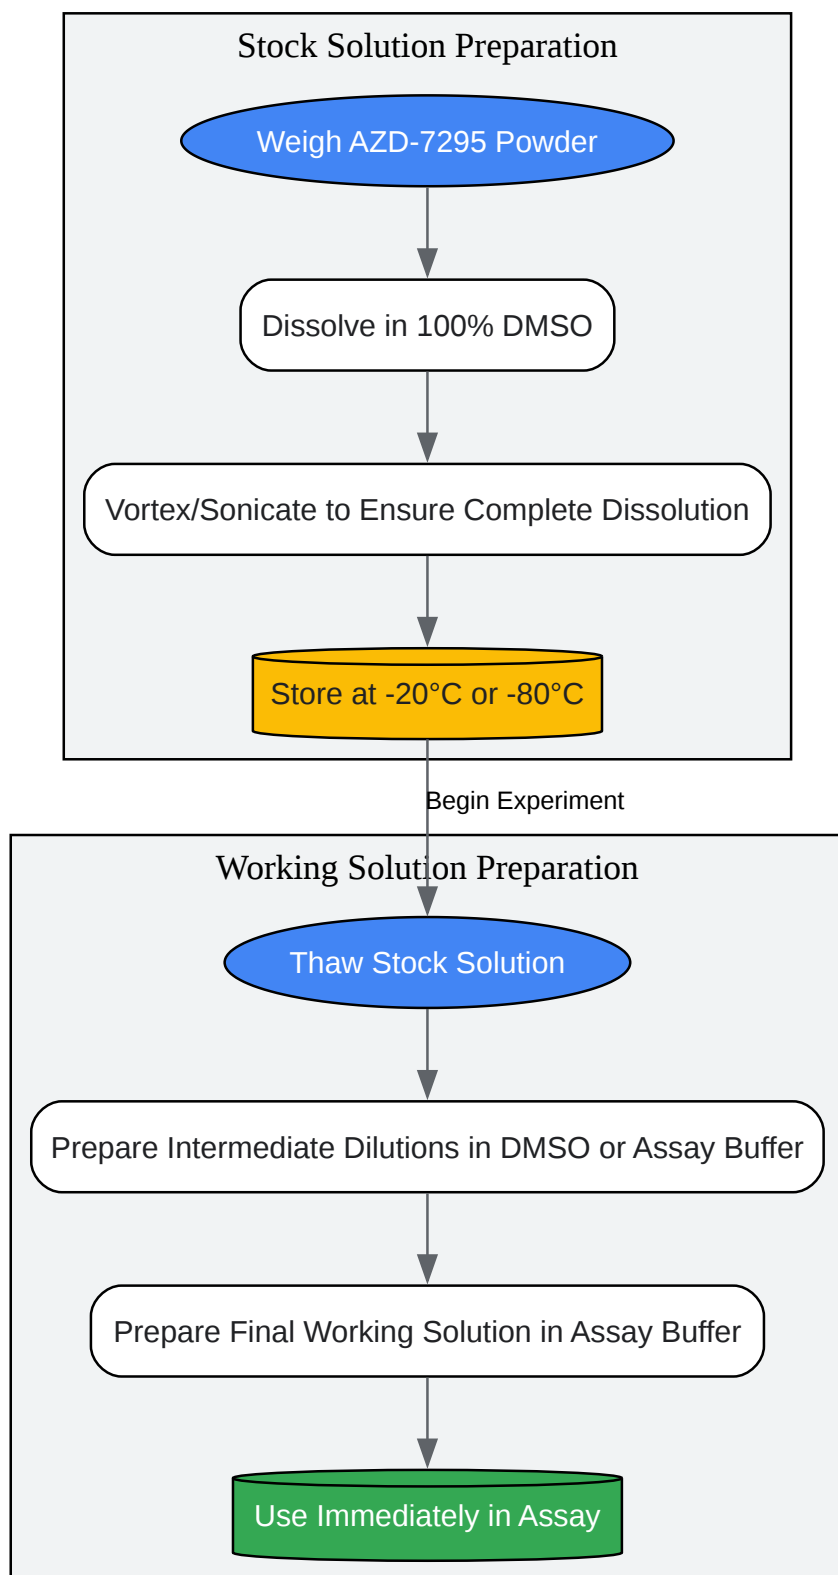 Stock Solution Preparation
Weigh AZD-7295 Powder
Dissolve in 100% DMSO
Vortex/Sonicate to Ensure Complete Dissolution
Store at -20°C or -80°C
Begin Experiment
Working Solution Preparation
Thaw Stock Solution
Prepare Intermediate Dilutions in DMSO or Assay Buffer
Prepare Final Working Solution in Assay Buffer
Use Immediately in Assay